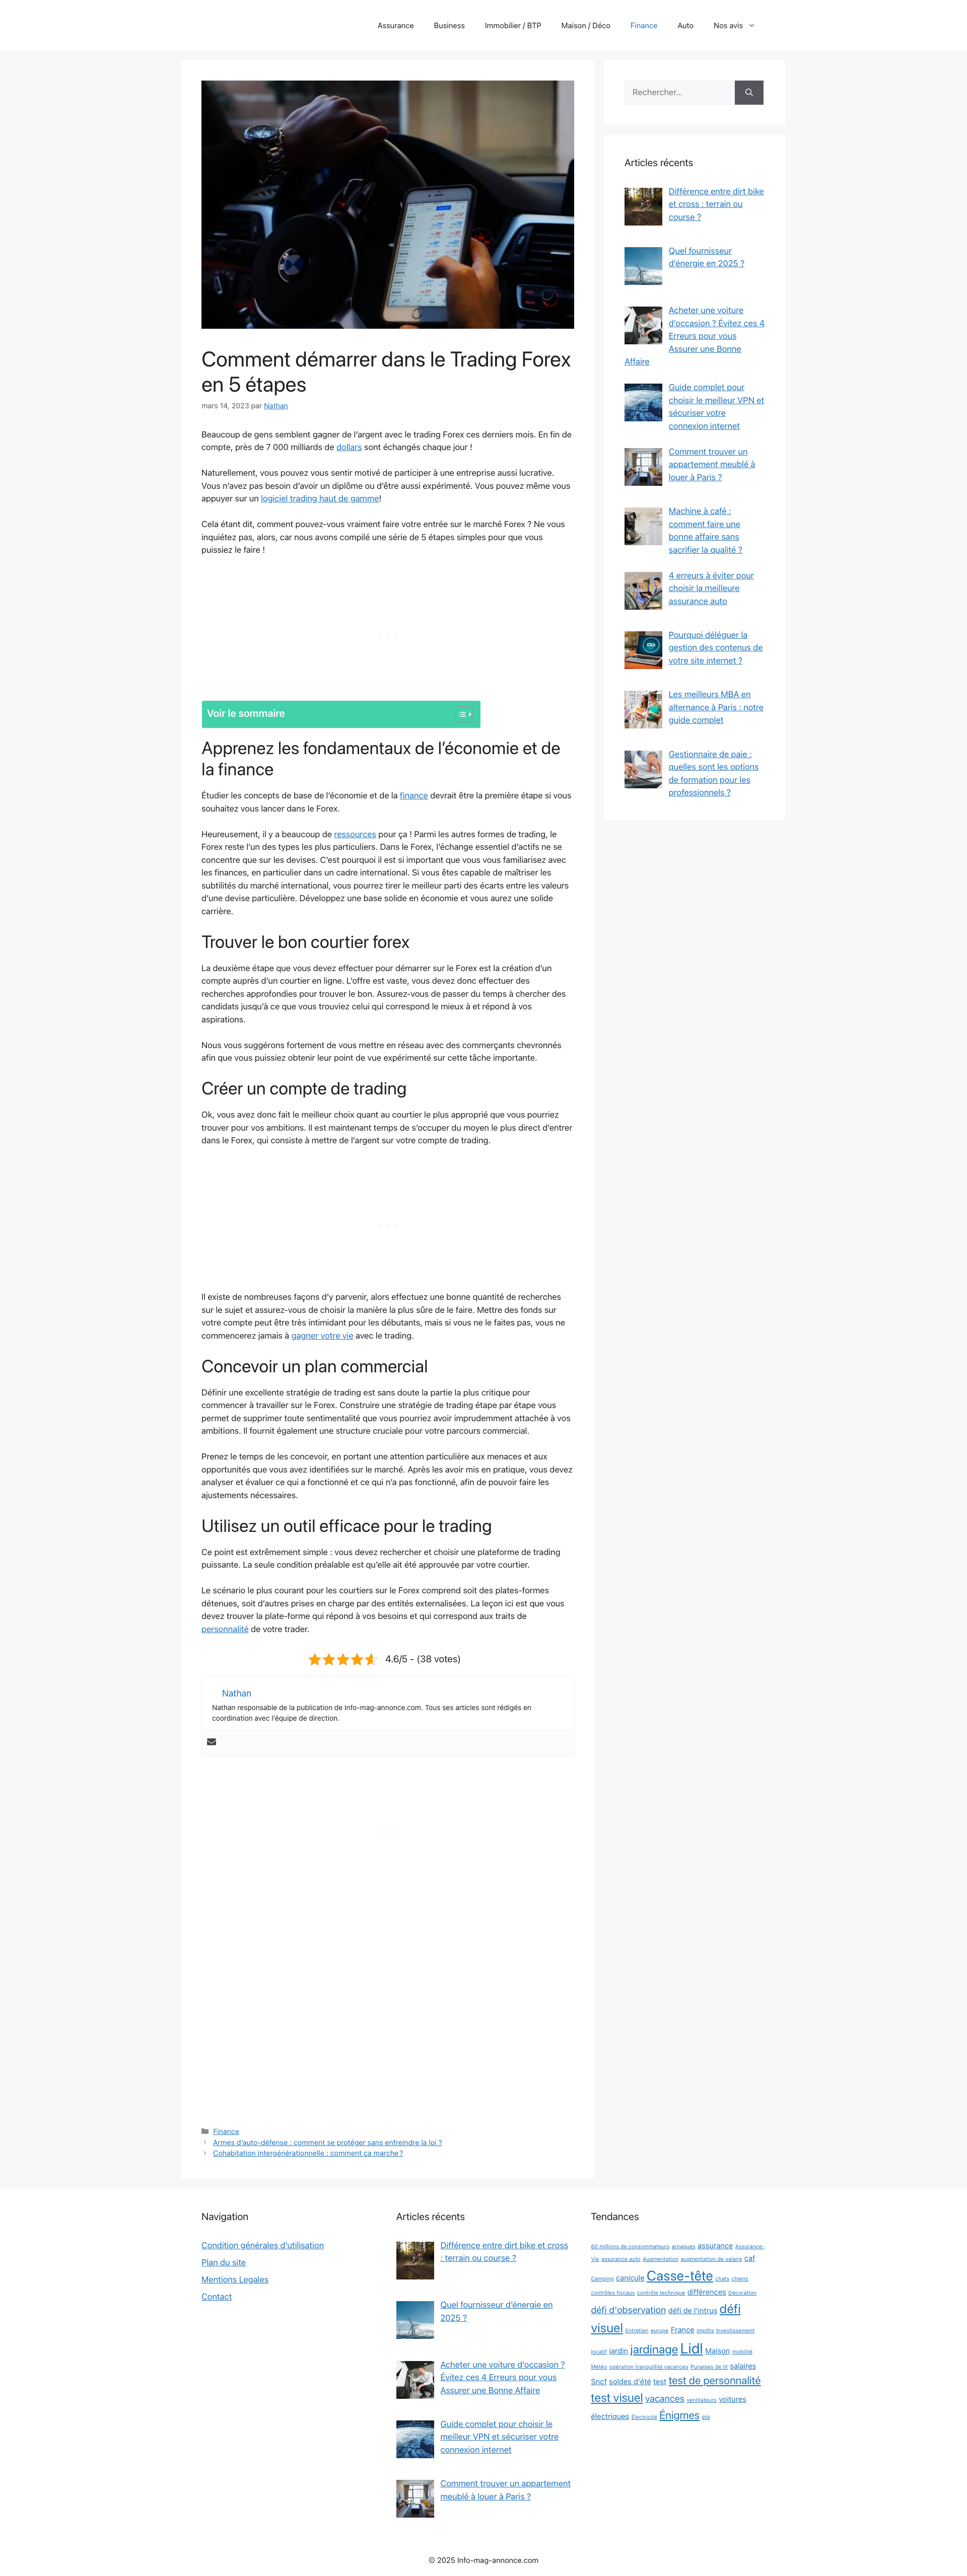 Assurance Business Immobilier / BTP Maison / Déco Finance Auto Nos avis
Comment démarrer dans le Trading Forex
en 5 étapes
mars 14, 2023 par Nathan
Beaucoup de gens semblent gagner de l’argent avec le trading Forex ces derniers mois. En fin de
compte, près de 7 000 milliards de dollars sont échangés chaque jour !
Naturellement, vous pouvez vous sentir motivé de participer à une entreprise aussi lucrative.
Vous n’avez pas besoin d’avoir un diplôme ou d’être aussi expérimenté. Vous pouvez même vous
appuyer sur un logiciel trading haut de gamme!
Cela étant dit, comment pouvez-vous vraiment faire votre entrée sur le marché Forex ? Ne vous
inquiétez pas, alors, car nous avons compilé une série de 5 étapes simples pour que vous
puissiez le faire !
Voir le sommaire
Apprenez les fondamentaux de l’économie et de
la finance
Étudier les concepts de base de l’économie et de la finance devrait être la première étape si vous
souhaitez vous lancer dans le Forex.
Heureusement, il y a beaucoup de ressources pour ça ! Parmi les autres formes de trading, le
Forex reste l’un des types les plus particuliers. Dans le Forex, l’échange essentiel d’actifs ne se
concentre que sur les devises. C’est pourquoi il est si important que vous vous familiarisez avec
les finances, en particulier dans un cadre international. Si vous êtes capable de maîtriser les
subtilités du marché international, vous pourrez tirer le meilleur parti des écarts entre les valeurs
d’une devise particulière. Développez une base solide en économie et vous aurez une solide
carrière.
Trouver le bon courtier forex
La deuxième étape que vous devez effectuer pour démarrer sur le Forex est la création d’un
compte auprès d’un courtier en ligne. L’offre est vaste, vous devez donc effectuer des
recherches approfondies pour trouver le bon. Assurez-vous de passer du temps à chercher des
candidats jusqu’à ce que vous trouviez celui qui correspond le mieux à et répond à vos
aspirations.
Nous vous suggérons fortement de vous mettre en réseau avec des commerçants chevronnés
afin que vous puissiez obtenir leur point de vue expérimenté sur cette tâche importante.
Créer un compte de trading
Ok, vous avez donc fait le meilleur choix quant au courtier le plus approprié que vous pourriez
trouver pour vos ambitions. Il est maintenant temps de s’occuper du moyen le plus direct d’entrer
dans le Forex, qui consiste à mettre de l’argent sur votre compte de trading.
Il existe de nombreuses façons d’y parvenir, alors effectuez une bonne quantité de recherches
sur le sujet et assurez-vous de choisir la manière la plus sûre de le faire. Mettre des fonds sur
votre compte peut être très intimidant pour les débutants, mais si vous ne le faites pas, vous ne
commencerez jamais à gagner votre vie avec le trading.
Concevoir un plan commercial
Définir une excellente stratégie de trading est sans doute la partie la plus critique pour
commencer à travailler sur le Forex. Construire une stratégie de trading étape par étape vous
permet de supprimer toute sentimentalité que vous pourriez avoir imprudemment attachée à vos
ambitions. Il fournit également une structure cruciale pour votre parcours commercial.
Prenez le temps de les concevoir, en portant une attention particulière aux menaces et aux
opportunités que vous avez identifiées sur le marché. Après les avoir mis en pratique, vous devez
évaluer en continu ce qui a fonctionné et ce qui n’a pas fonctionné, afin de pouvoir faire les
ajustements nécessaires.
Utilisez un outil efficace pour le trading
Ce point est extrêmement simple : vous devez rechercher et choisir une plateforme de trading
puissante. La seule condition préalable est qu’elle ait été approuvée par votre courtier.
Le scénario le plus courant pour les courtiers sur le Forex comprend soit des plates-formes
détenues, soit d’autres prises en charge par des entités externalisées. La leçon ici est que vous
devez trouver la plate-forme qui répond à vos besoins et qui correspond aux traits de
personnalité de votre trader.
4.6/5 - (38 votes)
Nathan
Nathan responsable de la publication de Info-mag-annonce.com. Tous ses articles sont rédigés en
coordination avec l'équipe de direction.
Finance
Armes d’auto-défense : comment se protéger sans enfreindre la loi ?
Cohabitation intergénérationnelle : comment ça marche ?
Rechercher…
Articles récents
Différence entre dirt bike
et cross : terrain ou
course ?
Quel fournisseur
d’énergie en 2025 ?
Acheter une voiture
d’occasion ? Évitez ces 4
Erreurs pour vous
Assurer une Bonne
Affaire
Guide complet pour
choisir le meilleur VPN et
sécuriser votre
connexion internet
Comment trouver un
appartement meublé à
louer à Paris ?
Machine à café :
comment faire une
bonne affaire sans
sacrifier la qualité ?
4 erreurs à éviter pour
choisir la meilleure
assurance auto
Pourquoi déléguer la
gestion des contenus de
votre site internet ?
Les meilleurs MBA en
alternance à Paris : notre
guide complet
Gestionnaire de paie :
quelles sont les options
de formation pour les
professionnels ?
Navigation
Condition générales d’utilisation
Plan du site
Mentions Legales
Contact
Articles récents
Différence entre dirt bike et cross
: terrain ou course ?
Quel fournisseur d’énergie en
2025 ?
Acheter une voiture d’occasion ?
Évitez ces 4 Erreurs pour vous
Assurer une Bonne Affaire
Guide complet pour choisir le
meilleur VPN et sécuriser votre
connexion internet
Comment trouver un appartement
meublé à louer à Paris ?
Tendances
60 millions de consommateurs arnaques assurance Assurance-
Vie assurance auto Augmentation augmentation de salaire caf
Camping canicule Casse-tête chats chiens
contrôles fiscaux contrôle technique différences Décoration
défi d'observation défi de l'intrus défi
visuel Entretien europe France impôts Investissement
locatif jardin jardinage Lidl Maison mobilité
Météo opération tranquillité vacances Punaises de lit salaires
Sncf soldes d'été test test de personnalité
test visuel vacances ventilateurs voitures
électriques Électricité Énigmes été
© 2025 Info-mag-annonce.com